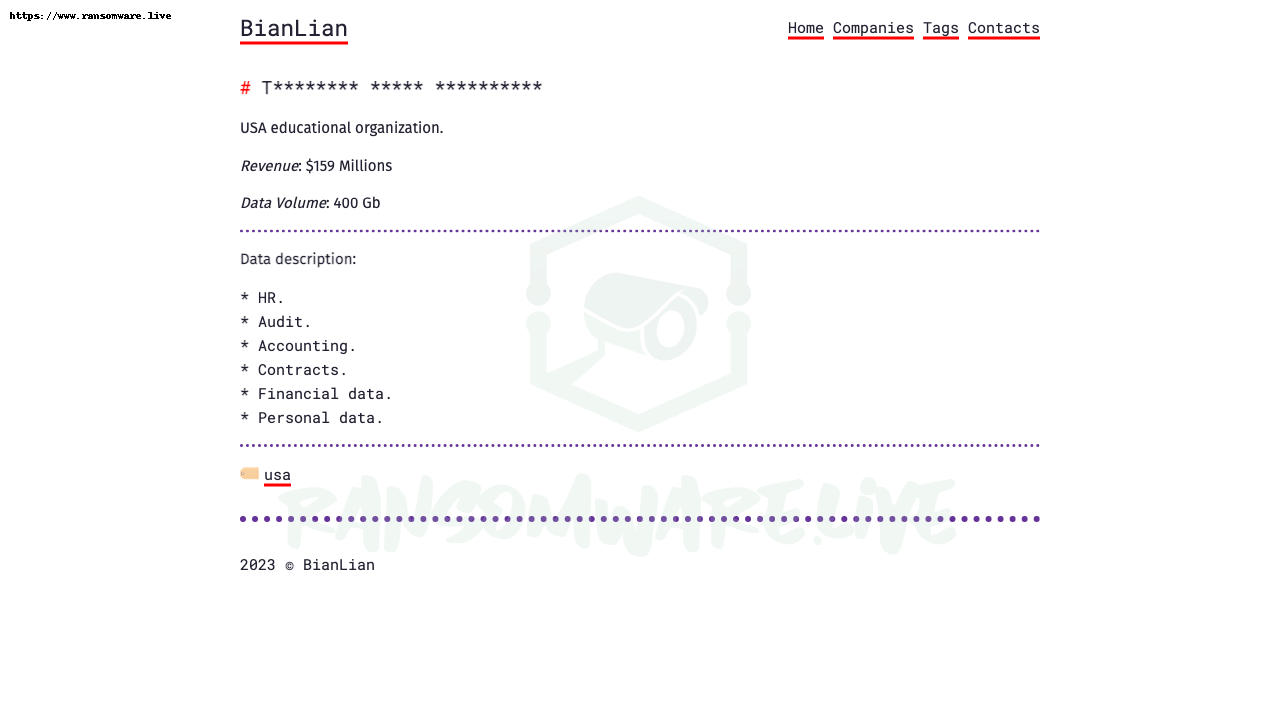 https://www.ransomware.live
BianLian
Home Companies Tags Contacts
# T******** ***** **********
USA educational organization.
Revenue: $159 Millions
Data Volume: 400 Gb
Data description:
* HR.
* Audit.
* Accounting.
* Contracts.
* Financial data.
* Personal data.
usa
RANSOMWARE.LIVE
2023 © BianLian